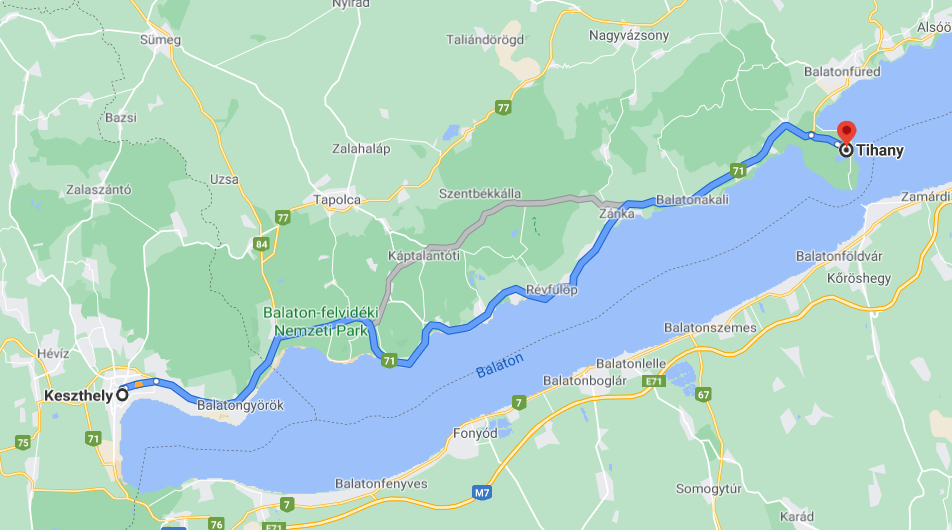 Nyirád
Sümeg
Taliándörögd
Nagyvázsony
Alsóö
Balatonfüred
77
Bazsi
Zalahaláp
Tihany
71
Uzsa
Zalaszántó
Szentbékkálla
Tapolca
Balatonakali
Zamárdi
77
Zánka
84
Káptalantóti
Balatonföldvár
Kőröshegy
Révfülöp
Balaton-felvidéki
Nemzeti Park
Balatonszemes
Hévíz
71
Balaton
Balatonlelle
Balatonboglár
E71
Keszthely
67
Balatongyörök
7
75
71
Fonyód
Balatonfenyves
M7
Somogytúr
7
76
E71
Karád